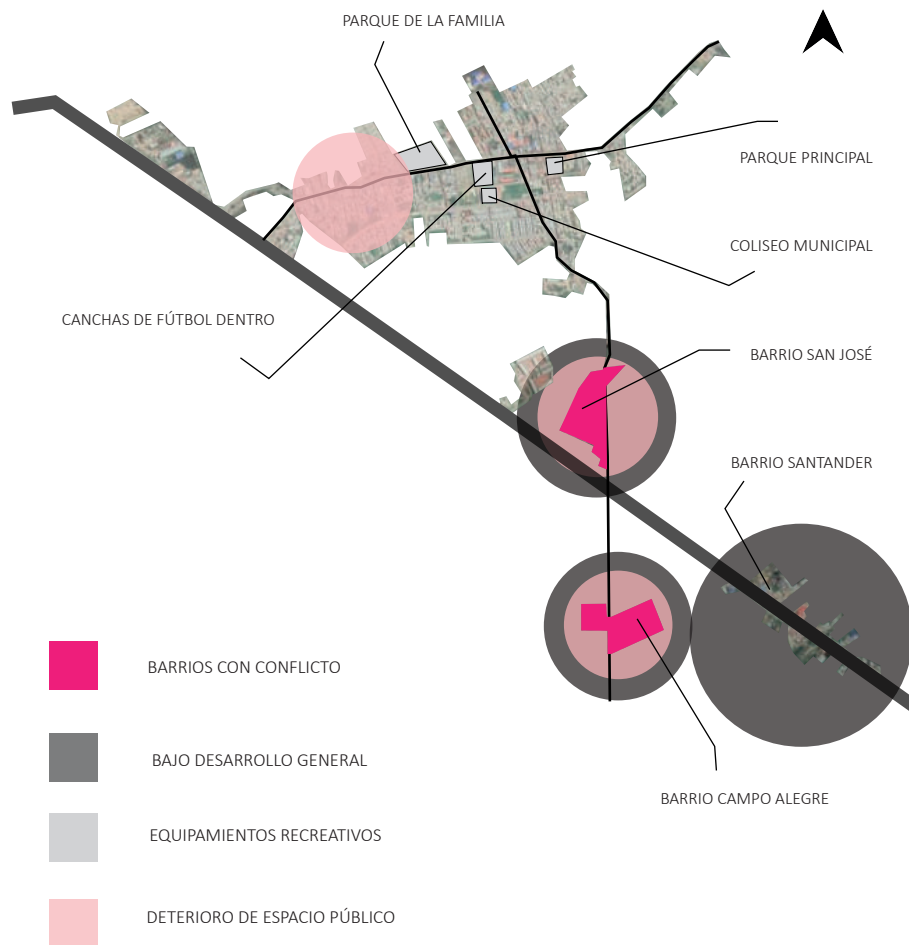 PARQUE DE LA FAMILIA
PARQUE PRINCIPAL
COLISEO MUNICIPAL
CANCHAS DE FÚTBOL DENTRO
BARRIO SAN JOSÉ
BARRIO SANTANDER
BARRIOS CON CONFLICTO
BAJO DESARROLLO GENERAL
BARRIO CAMPO ALEGRE
EQUIPAMIENTOS RECREATIVOS
DETERIORO DE ESPACIO PÚBLICO